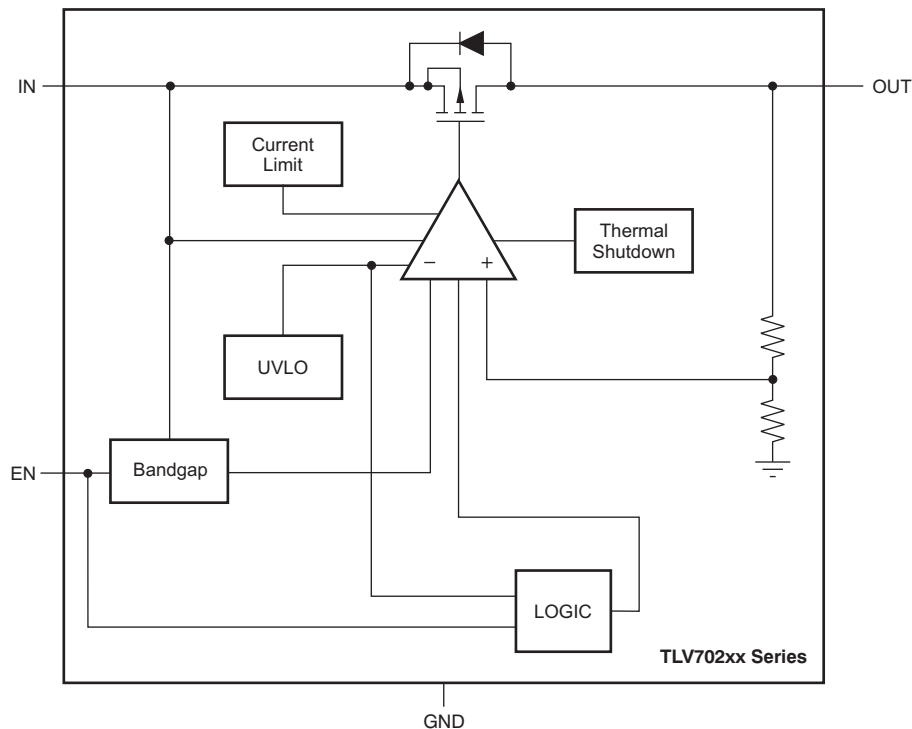 IN
OUT
Current
Limit
Thermal
Shutdown
−
+
UVLO
EN
Bandgap
LOGIC
TLV702xx Series
GND